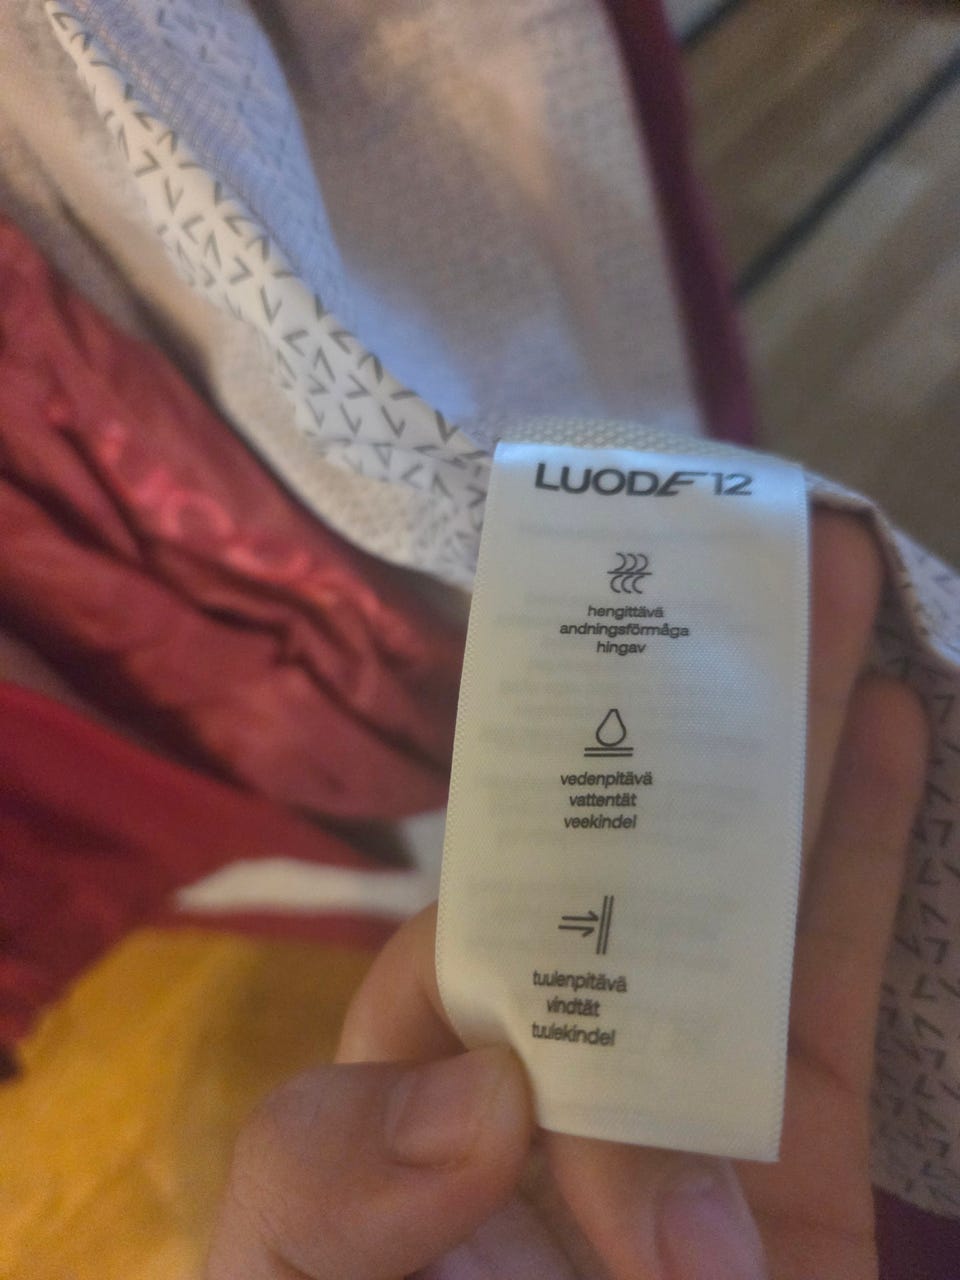 LUODE 12
hengittävä
andningsförmåga
hingav
vedenpitävä
vattentät
veekindel
tuulenpitävä
vindtät
tuulekindel